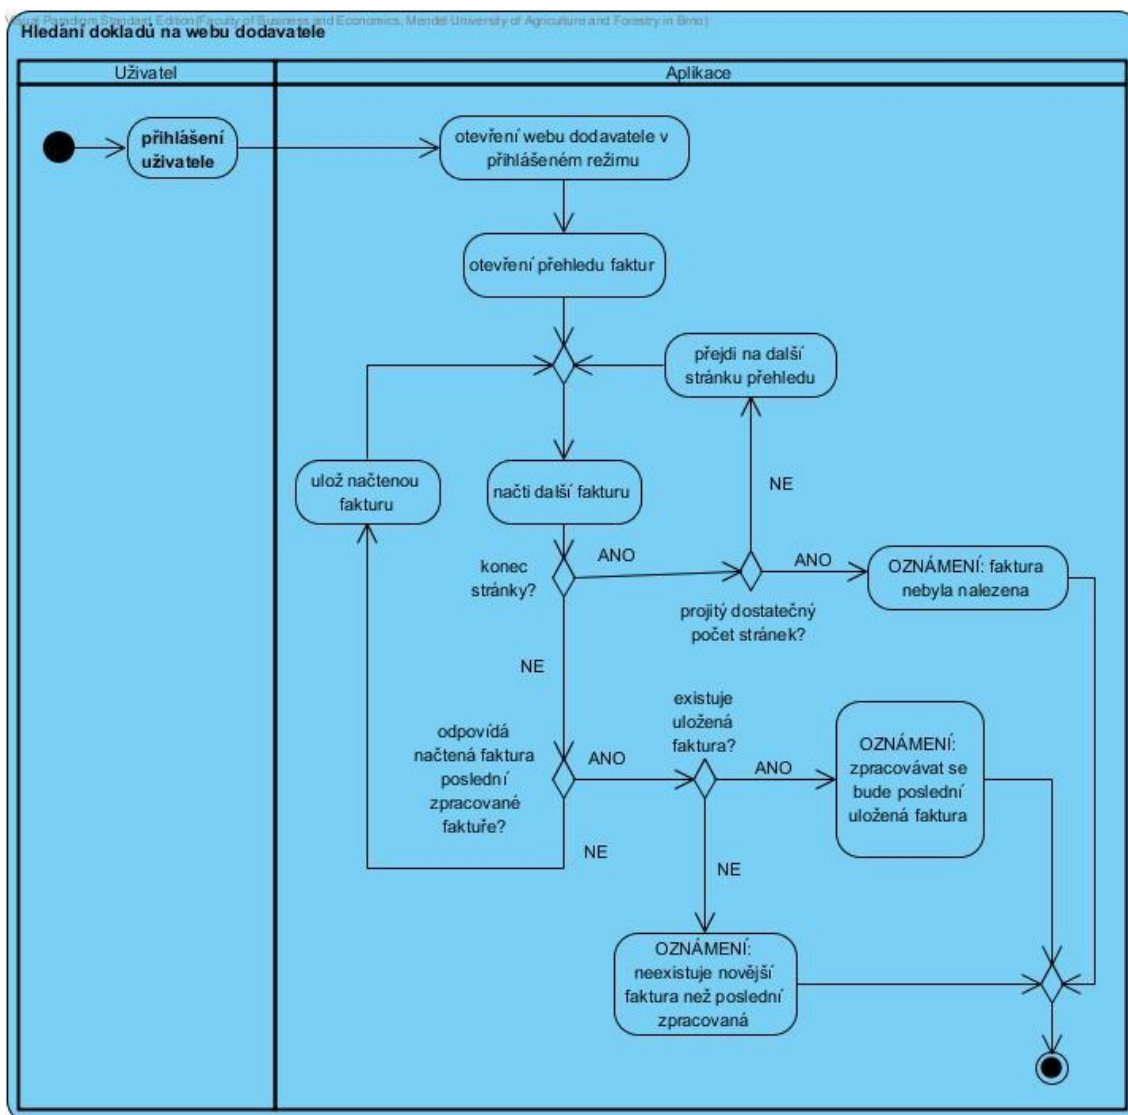 Visual Paradigm Standard Edition(Faculty of Business and Economics, Mendel University of Agriculture and Forestry in Brno)
Hledání dokladů na webu dodavatele
Uživatel
Aplikace
přihlášení
uživatele
otevření webu dodavatele v
přihlášeném režimu
otevření přehledu faktur
přejdi na další
stránku přehledu
ulož načtenou
fakturu
načti další fakturu
NE
konec
stránky?
ANO
ANO
OZNÁMENÍ: faktura
nebyla nalezena
projitý dostatečný
počet stránek?
NE
existuje
uložená
faktura?
odpovídá
načtená faktura
poslední
zpracované
faktuře?
ANO
ANO
OZNÁMENÍ:
zpracovávat se
bude poslední
uložená faktura
NE
NE
OZNÁMENÍ:
neexistuje novější
faktura než poslední
zpracovaná